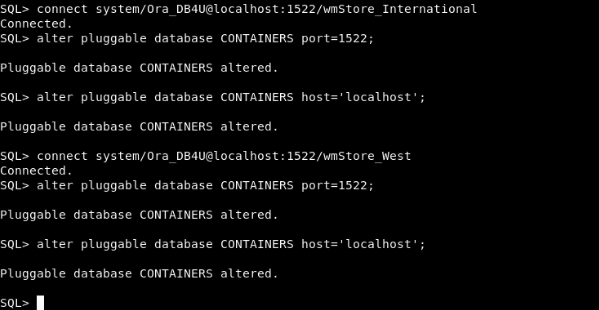 SQL> connect system/Ora_DB4U@localhost:1522/wmStore_International
Connected.
SQL> alter pluggable database CONTAINERS port=1522;
Pluggable database CONTAINERS altered.
SQL> alter pluggable database CONTAINERS host='localhost';
Pluggable database CONTAINERS altered.
SQL> connect system/Ora_DB4U@localhost:1522/wmStore_West
Connected.
SQL> alter pluggable database CONTAINERS port=1522;
Pluggable database CONTAINERS altered.
SQL> alter pluggable database CONTAINERS host='localhost';
Pluggable database CONTAINERS altered.
SQL>